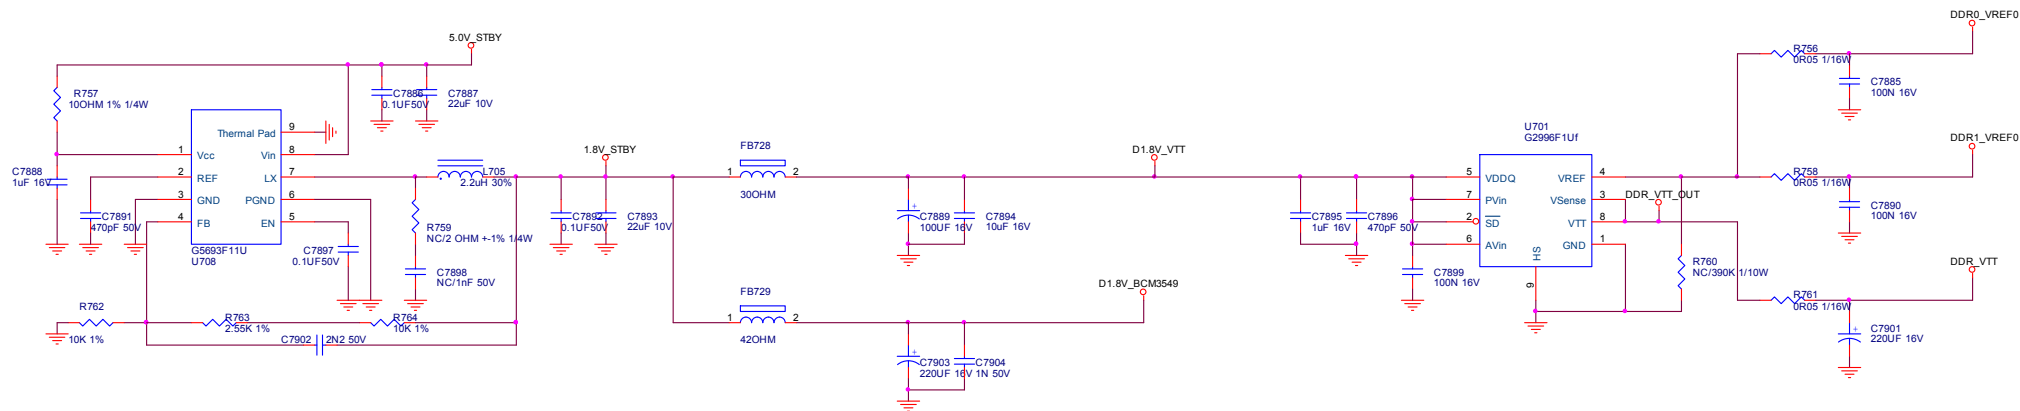 5.0V_STBY
R757
10OHM 1% 1/4W
C7886
0.1UF50V
C7887
22uF 10V
Thermal Pad
9
1
Vcc
Vin
8
2
REF
LX
7
3
GND
PGND
6
4
FB
EN
5
G5693F11U
U708
C7888
1uF 16V
C7891
470pF 50V
C7897
0.1UF50V
L705
2.2uH 30%
R759
NC/2 OHM +-1% 1/4W
C7898
NC/1nF 50V
R762
10K 1%
R763
2.55K 1%
R764
10K 1%
C7902
2N2 50V
1.8V_STBY
C7892
0.1UF50V
C7893
22uF 10V
FB728
1
2
30OHM
FB729
1
2
42OHM
D1.8V_VTT
C7889
100UF 16V
C7894
10uF 16V
D1.8V_BCM3549
C7903
220UF 16V
C7904
1N 50V
C7895
1uF 16V
C7896
470pF 50V
C7899
100N 16V
U701
G2996F1Uf
5
VDDQ
VREF
4
7
PVin
VSense
3
2
SD
VTT
8
6
AVin
GND
1
HS
9
DDR_VTT_OUT
R760
NC/390K 1/10W
DDR0_VREF0
R756
0R05 1/16W
C7885
100N 16V
DDR1_VREF0
R758
0R05 1/16W
C7890
100N 16V
DDR_VTT
R761
0R05 1/16W
C7901
220UF 16V